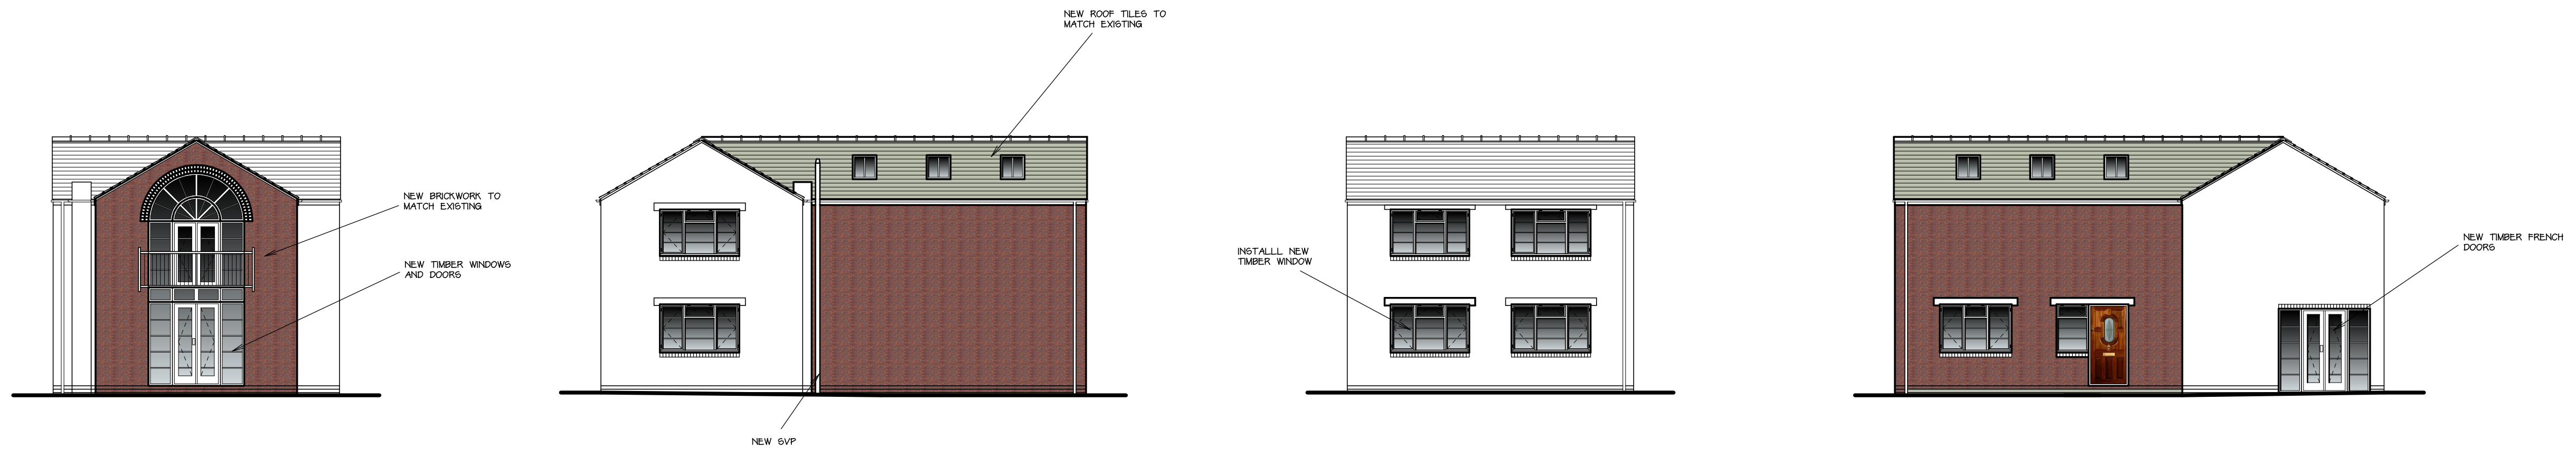 NEW ROOF TILES TO
MATCH EXISTING
NEW BRICKWORK TO
MATCH EXISTING
NEW TIMBER WINDOWS
AND DOORS
NEW SVP
INSTALLL NEW
TIMBER WINDOW
NEW TIMBER FRENCH
DOORS